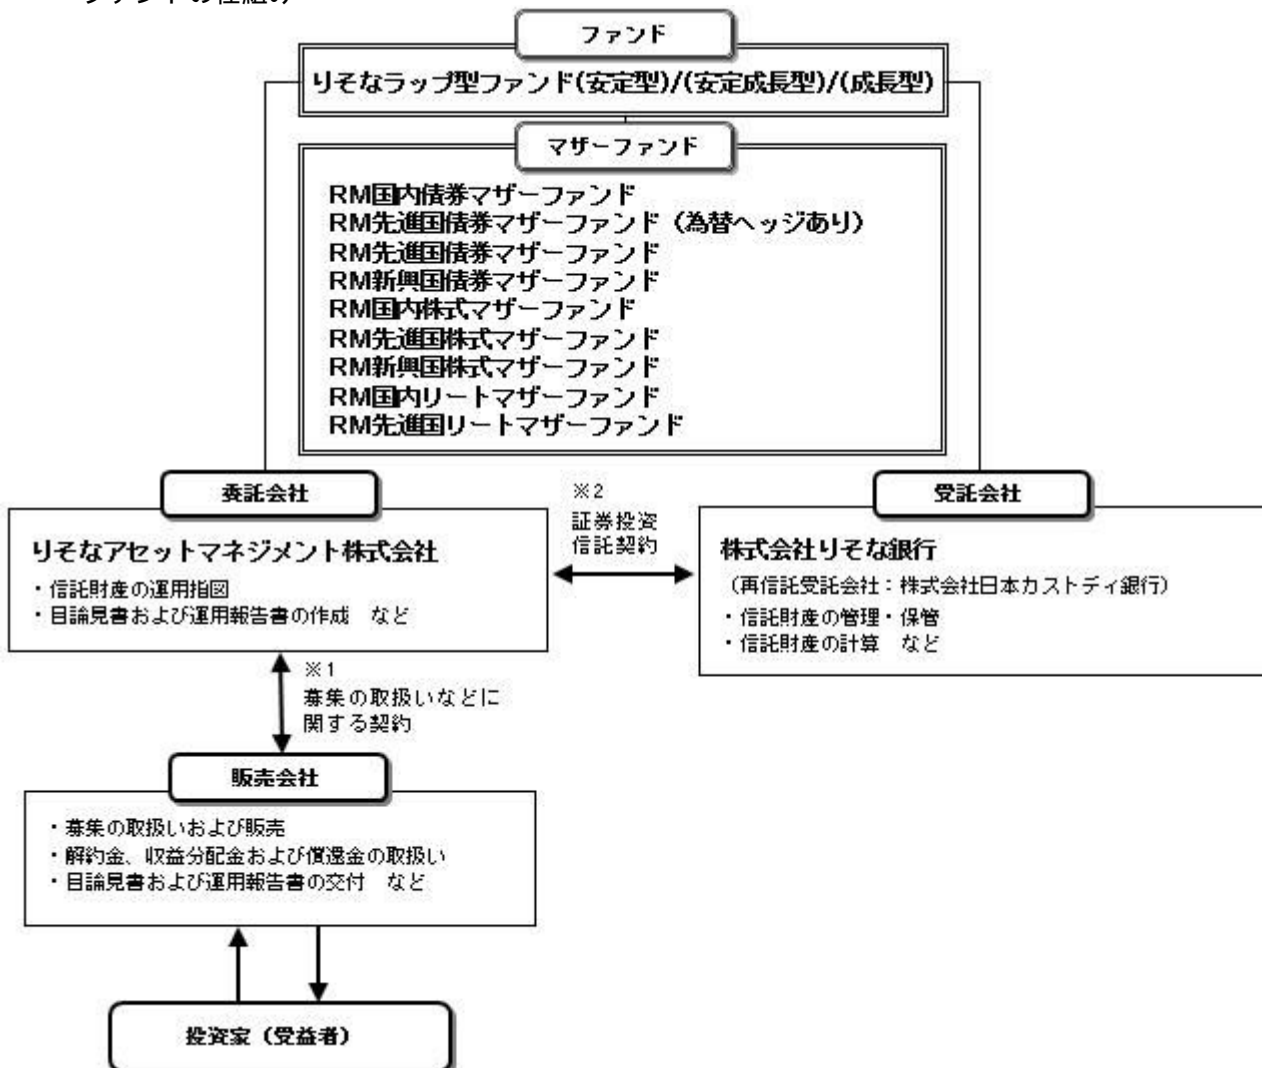 ファンドの仕組み
ファンド
りそなラップ型ファンド(安定型)/(安定成長型)/(成長型)
マザーファンド
RM国内債券マザーファンド
RM先進国債券マザーファンド（為替ヘッジあり）
RM先進国債券マザーファンド
RM新興国債券マザーファンド
RM国内株式マザーファンド
RM先進国株式マザーファンド
RM新興国株式マザーファンド
RM国内リートマザーファンド
RM先進国リートマザーファンド
委託会社
りそなアセットマネジメント株式会社
・信託財産の運用指図
・目論見書および運用報告書の作成　など
※2
証券投資
信託契約
受託会社
株式会社りそな銀行
（再信託受託会社：株式会社日本カストディ銀行）
・信託財産の管理・保管
・信託財産の計算　など
※1
募集の取扱いなどに
関する契約
販売会社
・募集の取扱いおよび販売
・解約金、収益分配金および償還金の取扱い
・目論見書および運用報告書の交付　など
投資家（受益者）